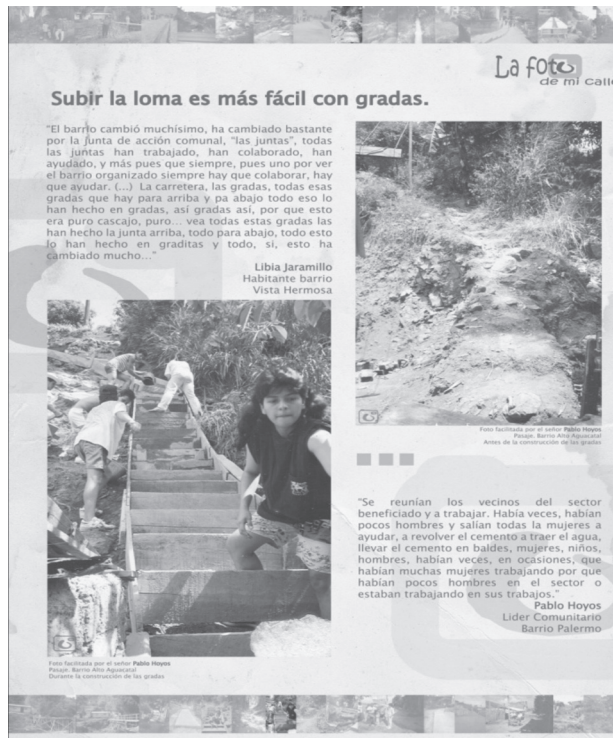 La foto
de mi calle
Subir la loma es más fácil con gradas.
"El barrio cambió muchísimo, ha cambiado bastante
por la junta de acción comunal, "las juntas", todas
las juntas han trabajado, han colaborado, han
ayudado, y más pues que siempre, pues uno por ver
el barrio organizado siempre hay que colaborar, hay
que ayudar. (...) La carretera, las gradas, todas esas
gradas que hay para arriba y pa abajo todo eso lo
han hecho en gradas, así gradas así, por que esto
era puro cascajo, puro... vea todas estas gradas las
han hecho la junta arriba, todo para abajo, todo esto
lo han hecho en graditas y todo, si, esto ha
cambiado mucho..."
Libia Jaramillo
Habitante barrio
Vista Hermosa
Foto facilitada por el señor Pablo Hoyos
Pasaje. Barrio Alto Aguacatal
Antes de la construcción de las gradas
"Se reunían los vecinos del sector
beneficiado y a trabajar. Había veces, habían
pocos hombres y salían todas la mujeres a
ayudar, a revolver el cemento a traer el agua,
llevar el cemento en baldes, mujeres, niños,
hombres, habían veces, en ocasiones, que
habían muchas mujeres trabajando por que
habían pocos hombres en el sector o
estaban trabajando en sus trabajos."
Pablo Hoyos
Lider Comunitario
Barrio Palermo
Foto facilitada por el señor Pablo Hoyos
Pasaje. Barrio Alto Aguacatal
Durante la construcción de las gradas